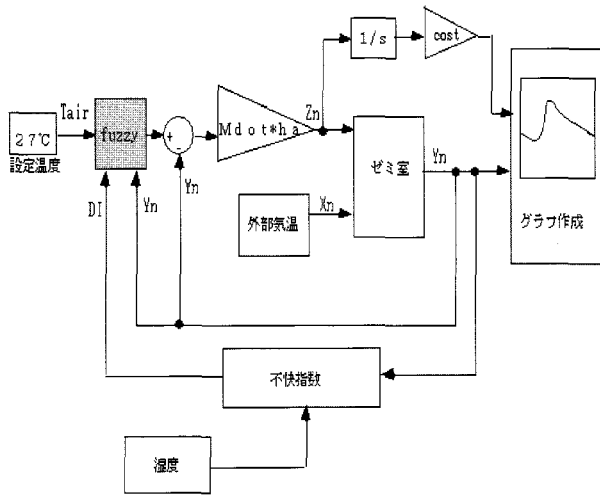 1/s
cost
Tair
27℃
設定温度
fuzzy
+
-
Mdot*ha
Zn
ゼミ室
Yn
グラフ作成
DI
Yn
Yn
外部気温
Xn
不快指数
湿度